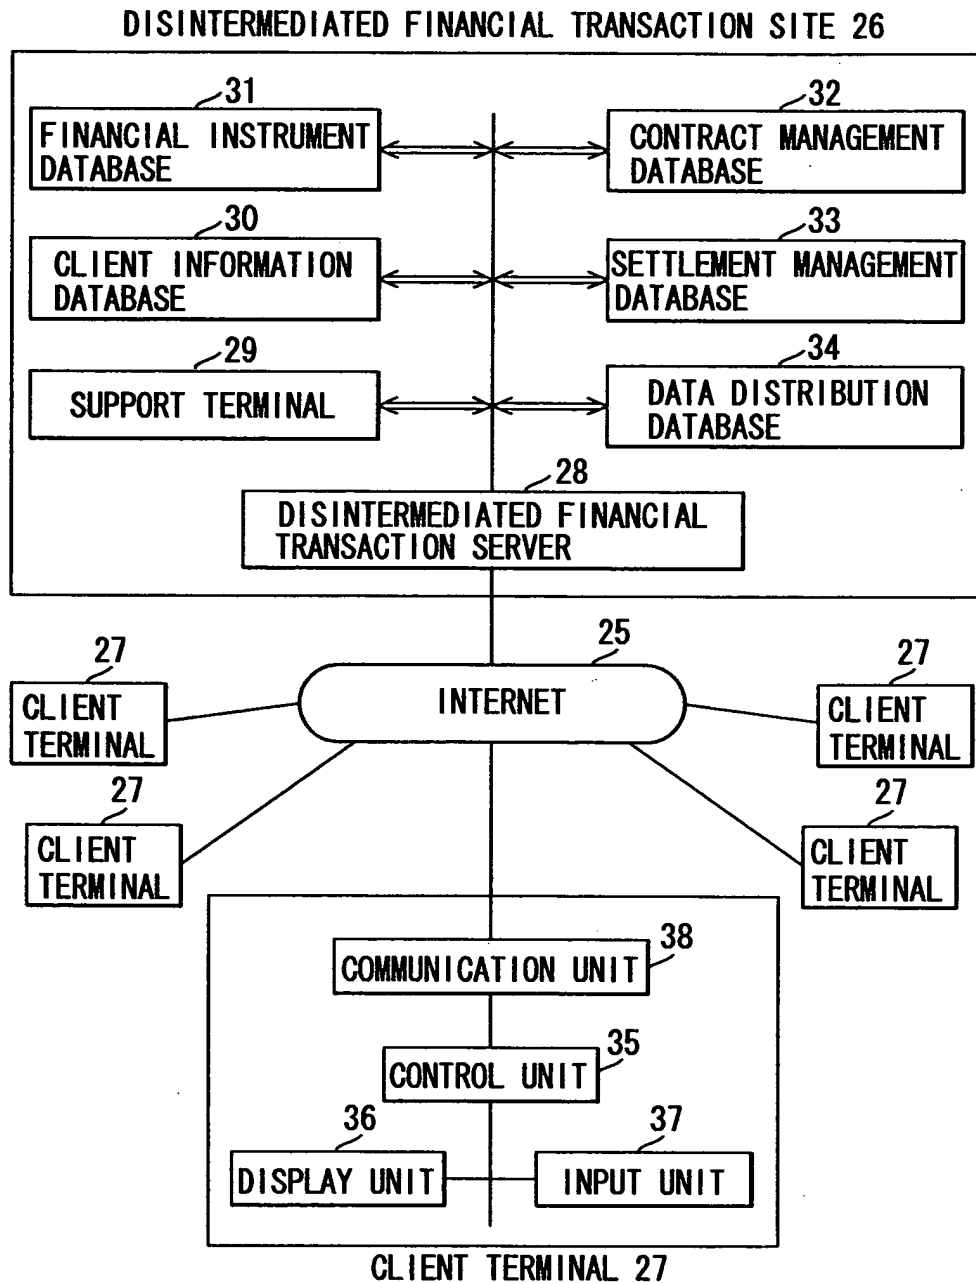 DISINTERMEDIATED FINANCIAL TRANSACTION SITE 26
31
FINANCIAL INSTRUMENT
DATABASE
32
CONTRACT MANAGEMENT
DATABASE
30
CLIENT INFORMATION
DATABASE
33
SETTLEMENT MANAGEMENT
DATABASE
29
SUPPORT TERMINAL
34
DATA DISTRIBUTION
DATABASE
28
DISINTERMEDIATED FINANCIAL
TRANSACTION SERVER
25
INTERNET
27
CLIENT
TERMINAL
27
CLIENT
TERMINAL
27
CLIENT
TERMINAL
27
CLIENT
TERMINAL
38
COMMUNICATION UNIT
35
CONTROL UNIT
36
DISPLAY UNIT
37
INPUT UNIT
CLIENT TERMINAL 27